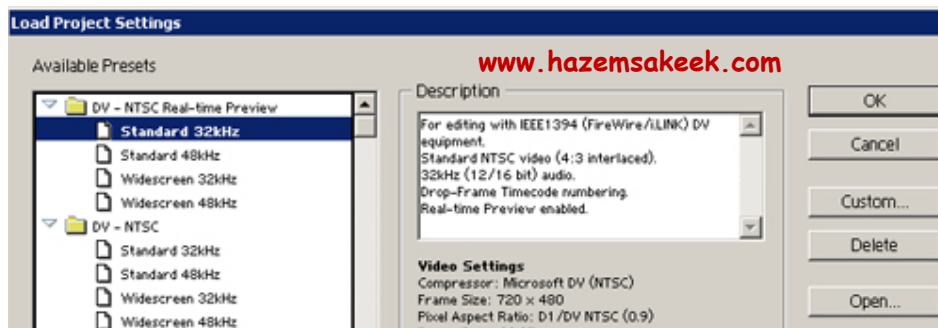 Load Project Settings
www.hazemsakeek.com
Available Presets
DV - NTSC Real-time Preview
Standard 32kHz
Standard 48kHz
Widescreen 32kHz
Widescreen 48kHz
DV - NTSC
Standard 32kHz
Standard 48kHz
Widescreen 32kHz
Widescreen 48kHz
Description
For editing with IEEE1394 (FireWire/i.LINK) DV
equipment.
Standard NTSC video (4:3 interlaced).
32kHz (12/16 bit) audio.
Drop-Frame Timecode numbering.
Real-time Preview enabled.
Video Settings
Compressor: Microsoft DV (NTSC)
Frame Size: 720 x 480
Pixel Aspect Ratio: D1/DV NTSC (0.9)
OK
Cancel
Custom...
Delete
Open...